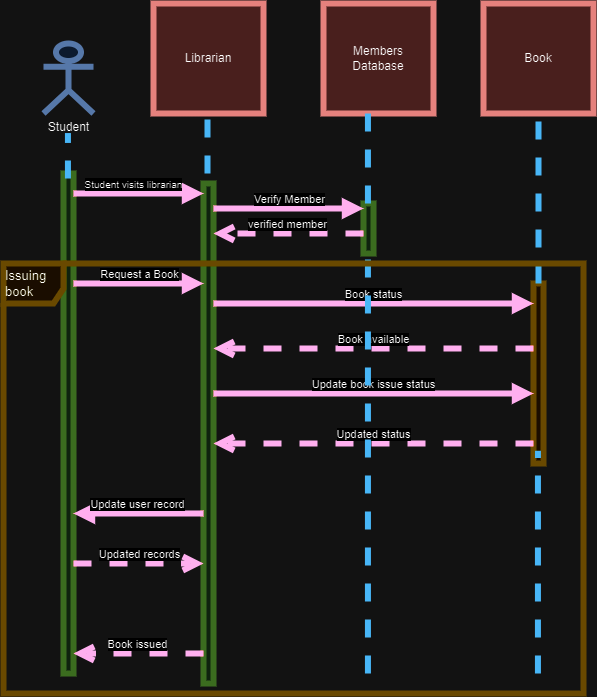 Librarian
Members
Database
Book
Student
Student visits librarian
Verify Member
verified member
Issuing
book
Request a Book
Book status
Book available
Update book issue status
Updated status
Update user record
Updated records
Book issued